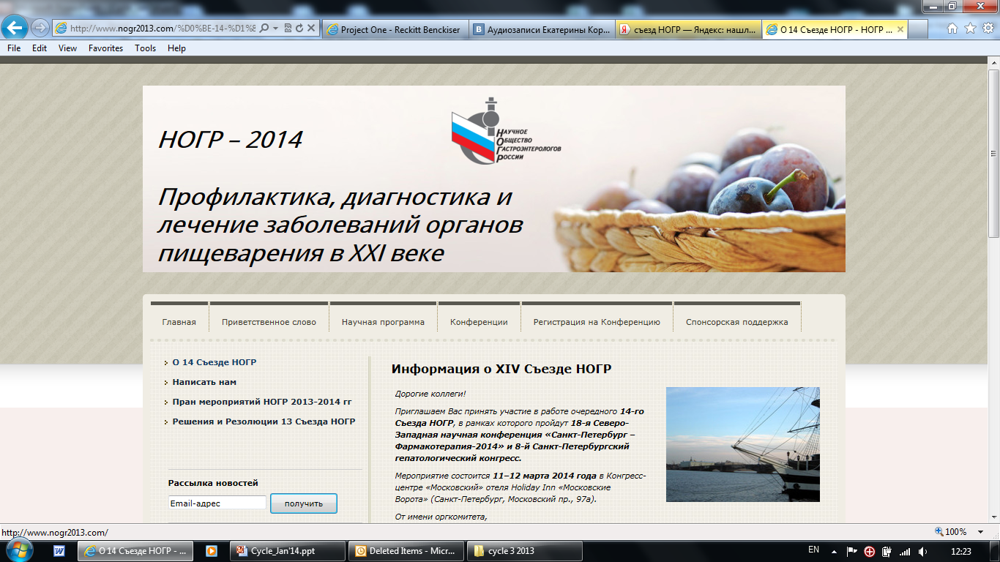 http://www.nogr2013.com/%D0%BE-14-%D1%8
Project One - Reckitt Benckiser
Аудиозаписи Екатерины Кор...
съезд НОГР — Яндекс: нашл...
О 14 Съезде НОГР - НОГР ...
File Edit View Favorites Tools Help
НОГР – 2014
НАУЧНОЕ
ОБЩЕСТВО
ГАСТРОЭНТЕРОЛОГОВ
РОССИИ
Профилактика, диагностика и
лечение заболеваний органов
пищеварения в XXI веке
Главная Приветственное слово Научная программа Конференции Регистрация на Конференцию Спонсорская поддержка
О 14 Съезде НОГР
Написать нам
Пран мероприятий НОГР 2013-2014 гг
Решения и Резолюции 13 Съезда НОГР
Рассылка новостей
Email-адрес получить
Информация о XIV Съезде НОГР
Дорогие коллеги!
Приглашаем Вас принять участие в работе очередного 14-го
Съезда НОГР, в рамках которого пройдут 18-я Северо-
Западная научная конференция «Санкт-Петербург –
Фармакотерапия-2014» и 8-й Санкт-Петербургский
гепатологический конгресс.
Мероприятие состоится 11–12 марта 2014 года в Конгресс-
центре «Московский» отеля Holiday Inn «Московские
Ворота» (Санкт-Петербург, Московский пр., 97а).
От имени оргкомитета,
http://www.nogr2013.com/
100%
О 14 Съезде НОГР - ...
Cycle_Jan'14.ppt
Deleted Items - Micr...
cycle 3 2013
EN
12:23